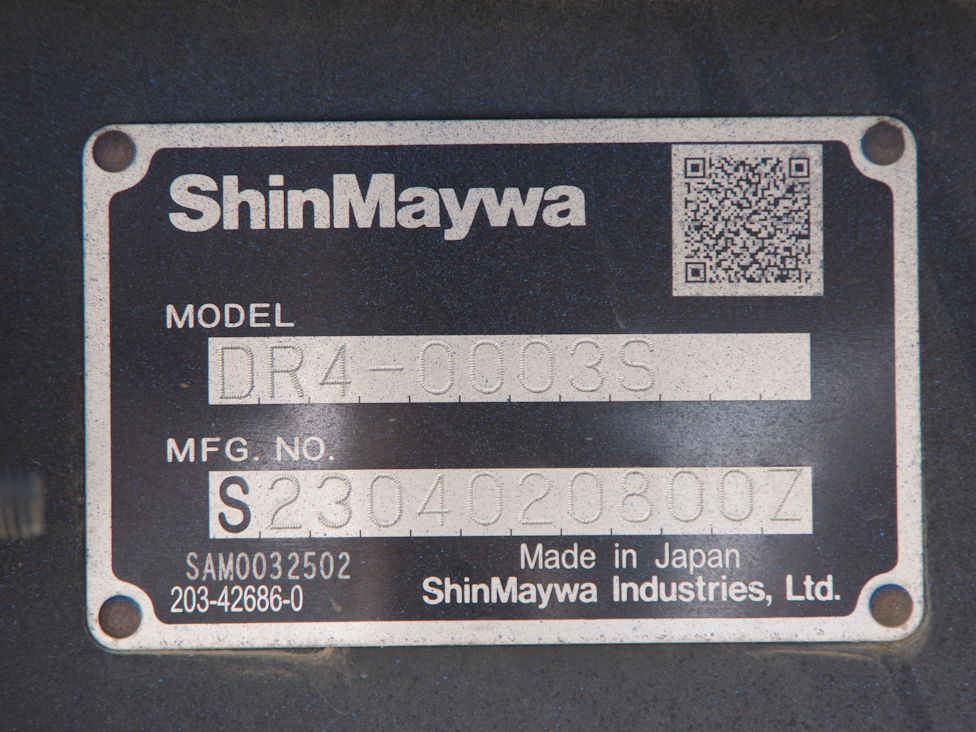 ShinMaywa
MODEL
DR4-0003S
MFG. NO.
S2304020800Z
SAM0032502
203-42686-0
Made in Japan
ShinMaywa Industries, Ltd.